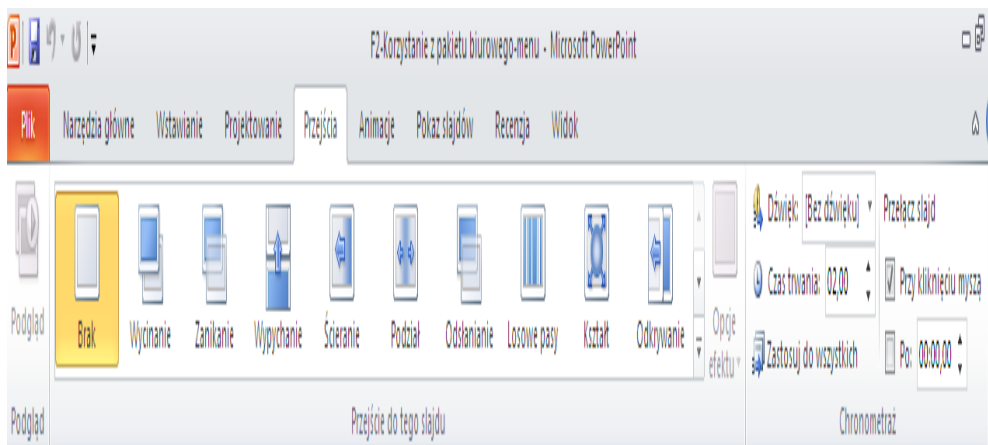 F2-Korzystanie z pakietu biurowego-menu - Microsoft PowerPoint
Plik Narzędzia główne Wstawianie Projektowanie Przejścia Animacje Pokaz slajdów Recenzja Widok
Podgląd
Brak Wycinanie Zanikanie Wypychanie Ścieranie Podział Odsłanianie Losowe pasy Kształt Odkrywanie
Opcje
efektu
Dźwięk: [Bez dźwięku] Przełącz slajd
Czas trwania: 02,00 Przy kliknięciu myszą
Zastosuj do wszystkich Po: 00:00,00
Podgląd Przejście do tego slajdu Chronometraż